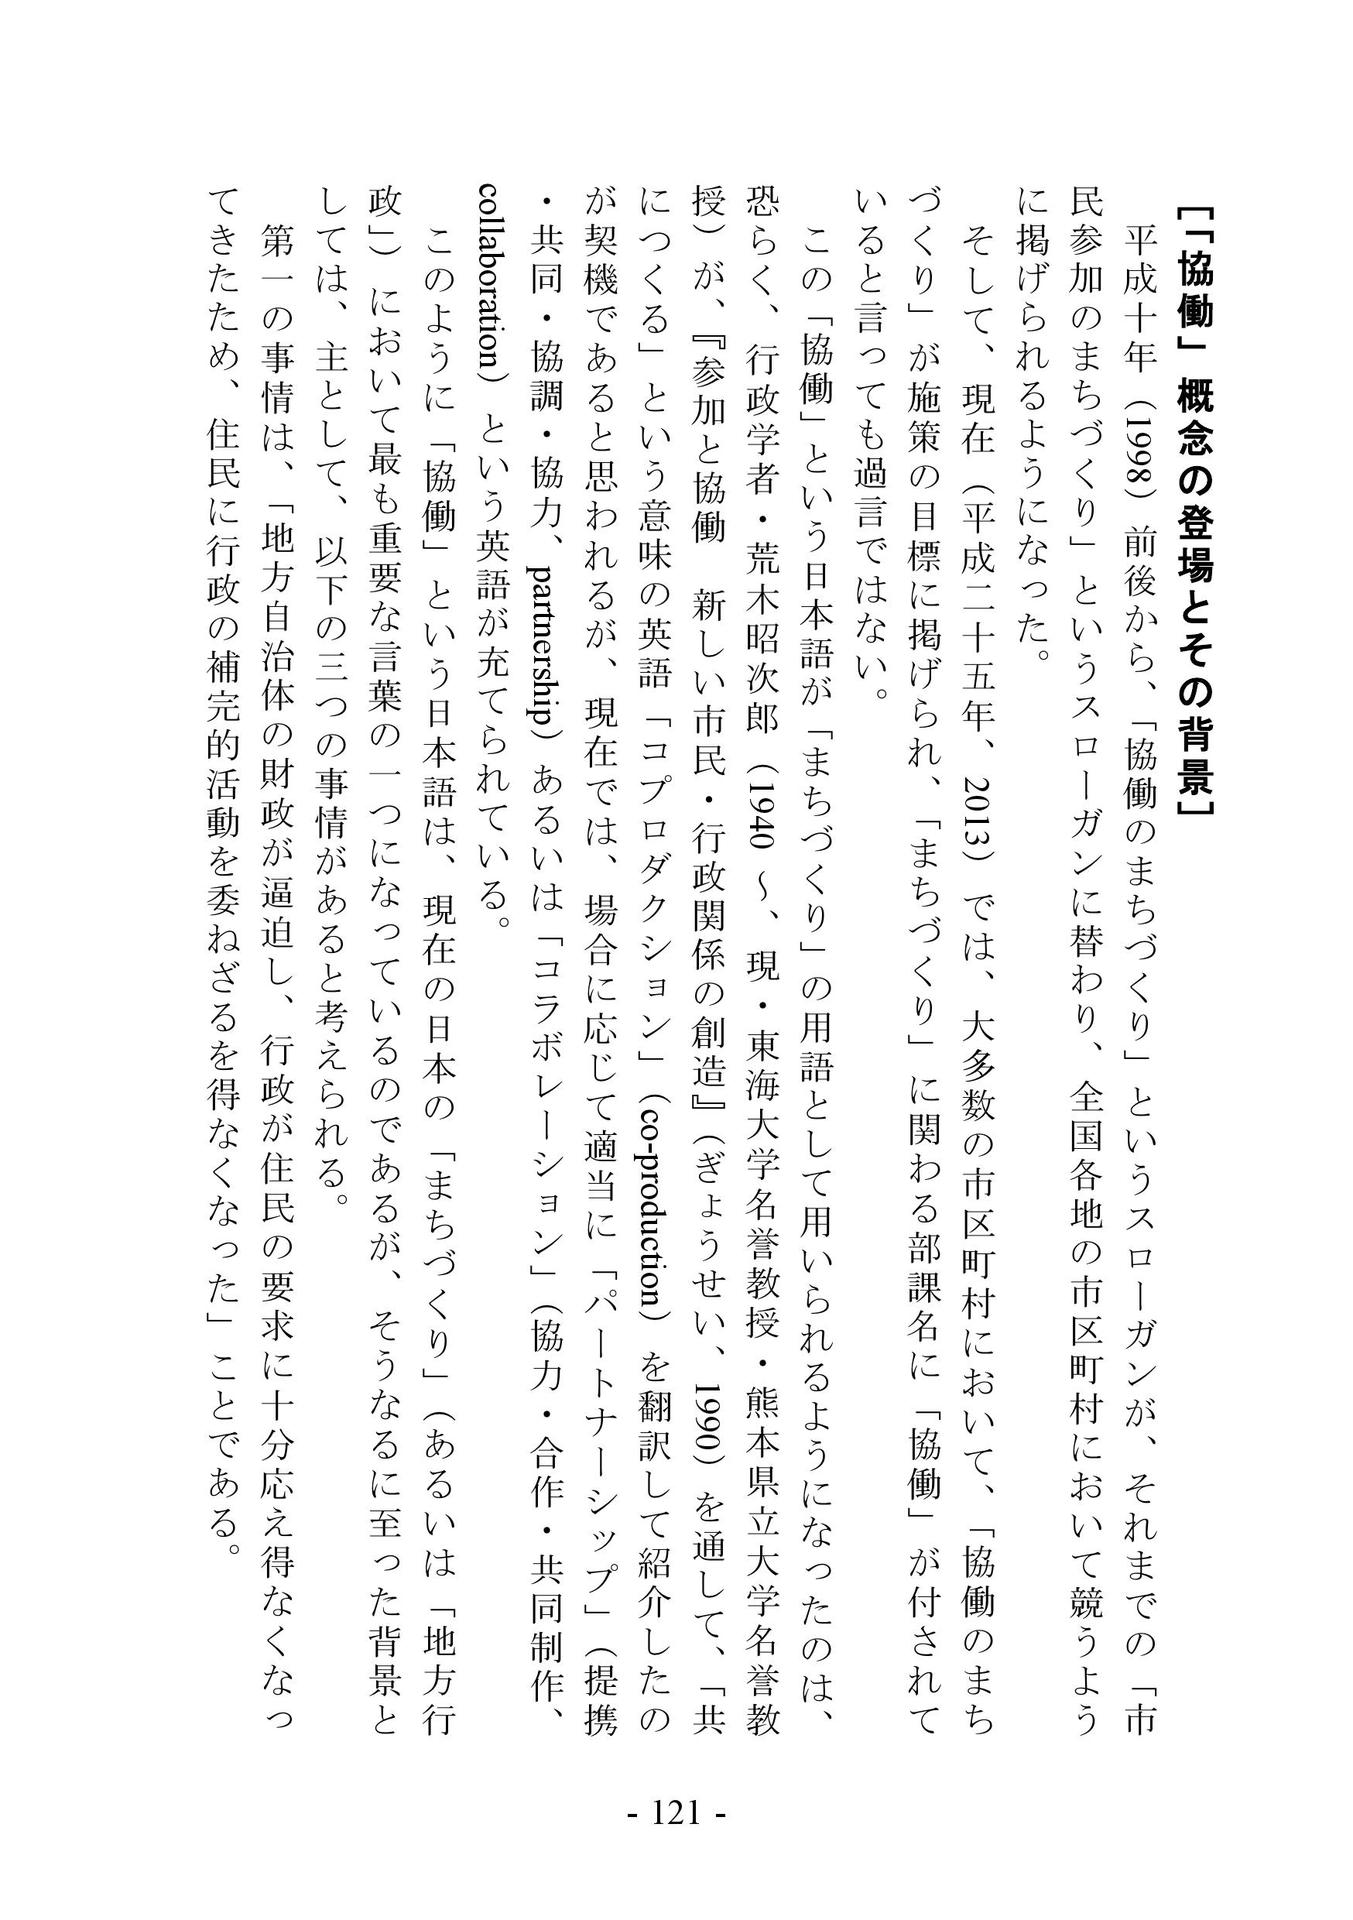 ［「協働」概念の登場とその背景］
　平成十年（1998）前後から、「協働のまちづくり」というスローガンが、それまでの「市
民参加のまちづくり」というスローガンに替わり、全国各地の市区町村において競うよう
に掲げられるようになった。
　そして、現在（平成二十五年、2013）では、大多数の市区町村において、「協働のまち
づくり」が施策の目標に掲げられ、「まちづくり」に関わる部課名に「協働」が付されて
いると言っても過言ではない。
　この「協働」という日本語が「まちづくり」の用語として用いられるようになったのは、
恐らく、行政学者・荒木昭次郎（1940～、現・東海大学名誉教授・熊本県立大学名誉教
授）が、『参加と協働　新しい市民・行政関係の創造』（ぎょうせい、1990）を通して、「共
につくる」という意味の英語「コプロダクション」（co-production）を翻訳して紹介したの
が契機であると思われるが、現在では、場合に応じて適当に「パートナーシップ」（提携
・共同・協調・協力、partnership）あるいは「コラボレーション」（協力・合作・共同制作、
collaboration）という英語が充てられている。
　このように「協働」という日本語は、現在の日本の「まちづくり」（あるいは「地方行
政」）において最も重要な言葉の一つになっているのであるが、そうなるに至った背景と
しては、主として、以下の三つの事情があると考えられる。
　第一の事情は、「地方自治体の財政が逼迫し、行政が住民の要求に十分応え得なくなっ
てきたため、住民に行政の補完的活動を委ねざるを得なくなった」ことである。
- 121 -